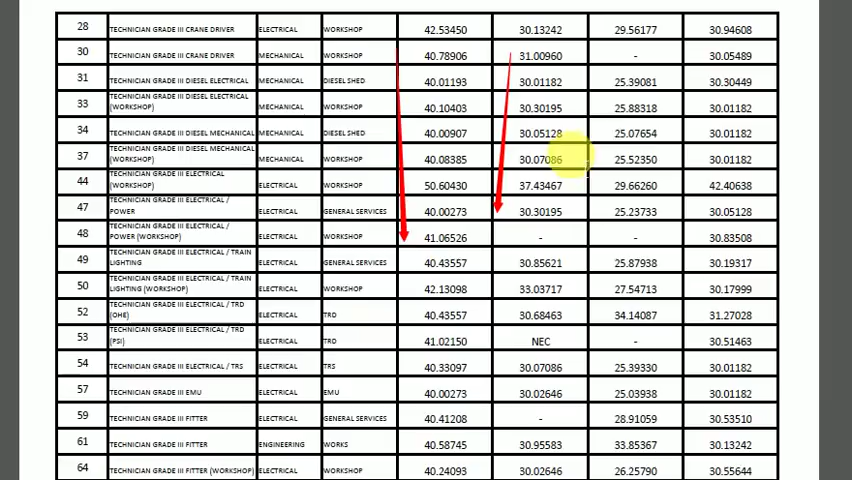 28 TECHNICIAN GRADE III CRANE DRIVER ELECTRICAL WORKSHOP 42.53450 30.13242 29.56177 30.94608
30 TECHNICIAN GRADE III CRANE DRIVER MECHANICAL WORKSHOP 40.78906 31.00960 - 30.05489
31 TECHNICIAN GRADE III DIESEL ELECTRICAL MECHANICAL DIESEL SHED 40.01193 30.01182 25.39081 30.30449
33 TECHNICIAN GRADE III DIESEL ELECTRICAL
(WORKSHOP) MECHANICAL WORKSHOP 40.10403 30.30195 25.88318 30.01182
34 TECHNICIAN GRADE III DIESEL MECHANICAL MECHANICAL DIESEL SHED 40.00907 30.05128 25.07654 30.01182
37 TECHNICIAN GRADE III DIESEL MECHANICAL
(WORKSHOP) MECHANICAL WORKSHOP 40.08385 30.07086 25.52350 30.01182
44 TECHNICIAN GRADE III ELECTRICAL
(WORKSHOP) ELECTRICAL WORKSHOP 50.60430 37.43467 29.66260 42.40638
47 TECHNICIAN GRADE III ELECTRICAL /
POWER ELECTRICAL GENERAL SERVICES 40.00273 30.30195 25.23733 30.05128
48 TECHNICIAN GRADE III ELECTRICAL /
POWER (WORKSHOP) ELECTRICAL WORKSHOP 41.06526 - - 30.83508
49 TECHNICIAN GRADE III ELECTRICAL / TRAIN
LIGHTING ELECTRICAL GENERAL SERVICES 40.43557 30.85621 25.87938 30.19317
50 TECHNICIAN GRADE III ELECTRICAL / TRAIN
LIGHTING (WORKSHOP) ELECTRICAL WORKSHOP 42.13098 33.03717 27.54713 30.17999
52 TECHNICIAN GRADE III ELECTRICAL / TRD
(OHE) ELECTRICAL TRD 40.43557 30.68463 34.14087 31.27028
53 TECHNICIAN GRADE III ELECTRICAL / TRD
(PSI) ELECTRICAL TRD 41.02150 NEC - 30.51463
54 TECHNICIAN GRADE III ELECTRICAL / TRS ELECTRICAL TRS 40.33097 30.07086 25.39330 30.01182
57 TECHNICIAN GRADE III EMU ELECTRICAL EMU 40.00273 30.02646 25.03938 30.01182
59 TECHNICIAN GRADE III FITTER ELECTRICAL GENERAL SERVICES 40.41208 - 28.91059 30.53510
61 TECHNICIAN GRADE III FITTER ENGINEERING WORKS 40.58745 30.95583 33.85367 30.13242
64 TECHNICIAN GRADE III FITTER (WORKSHOP) ELECTRICAL WORKSHOP 40.24093 30.02646 26.25790 30.55644